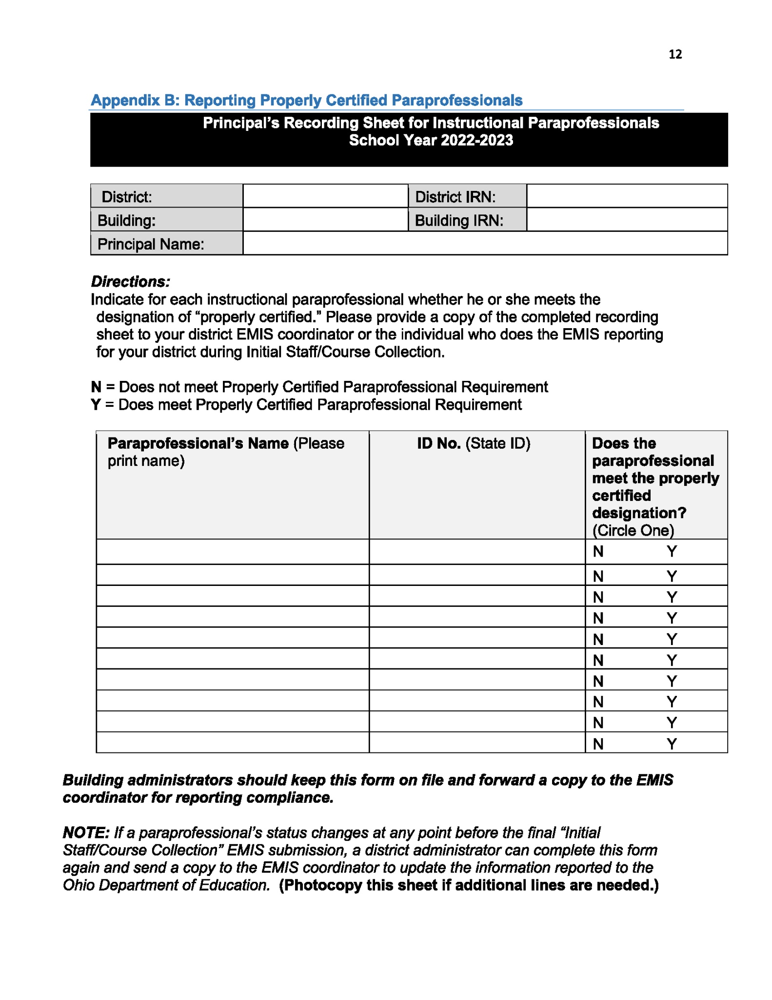 12
Appendix B: Reporting Properly Certified Paraprofessionals
Principal’s Recording Sheet for Instructional Paraprofessionals
School Year 2022-2023
District: District IRN:
Building: Building IRN:
Principal Name:
Directions:
Indicate for each instructional paraprofessional whether he or she meets the
designation of “properly certified.” Please provide a copy of the completed recording
sheet to your district EMIS coordinator or the individual who does the EMIS reporting
for your district during Initial Staff/Course Collection.
N = Does not meet Properly Certified Paraprofessional Requirement
Y = Does meet Properly Certified Paraprofessional Requirement
Paraprofessional’s Name (Please
print name)
ID No. (State ID)
Does the
paraprofessional
meet the properly
certified
designation?
(Circle One)
N Y
N Y
N Y
N Y
N Y
N Y
N Y
N Y
N Y
N Y
Building administrators should keep this form on file and forward a copy to the EMIS
coordinator for reporting compliance.
NOTE: If a paraprofessional’s status changes at any point before the final “Initial
Staff/Course Collection” EMIS submission, a district administrator can complete this form
again and send a copy to the EMIS coordinator to update the information reported to the
Ohio Department of Education. (Photocopy this sheet if additional lines are needed.)